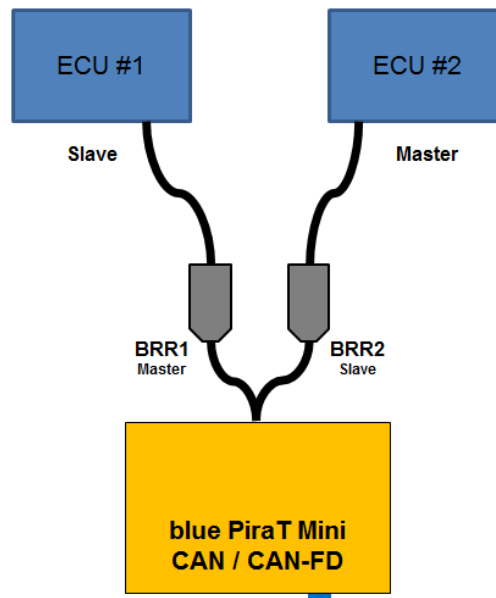 ECU #1
ECU #2
Slave
Master
BRR1
Master
BRR2
Slave
blue PiraT Mini
CAN / CAN-FD